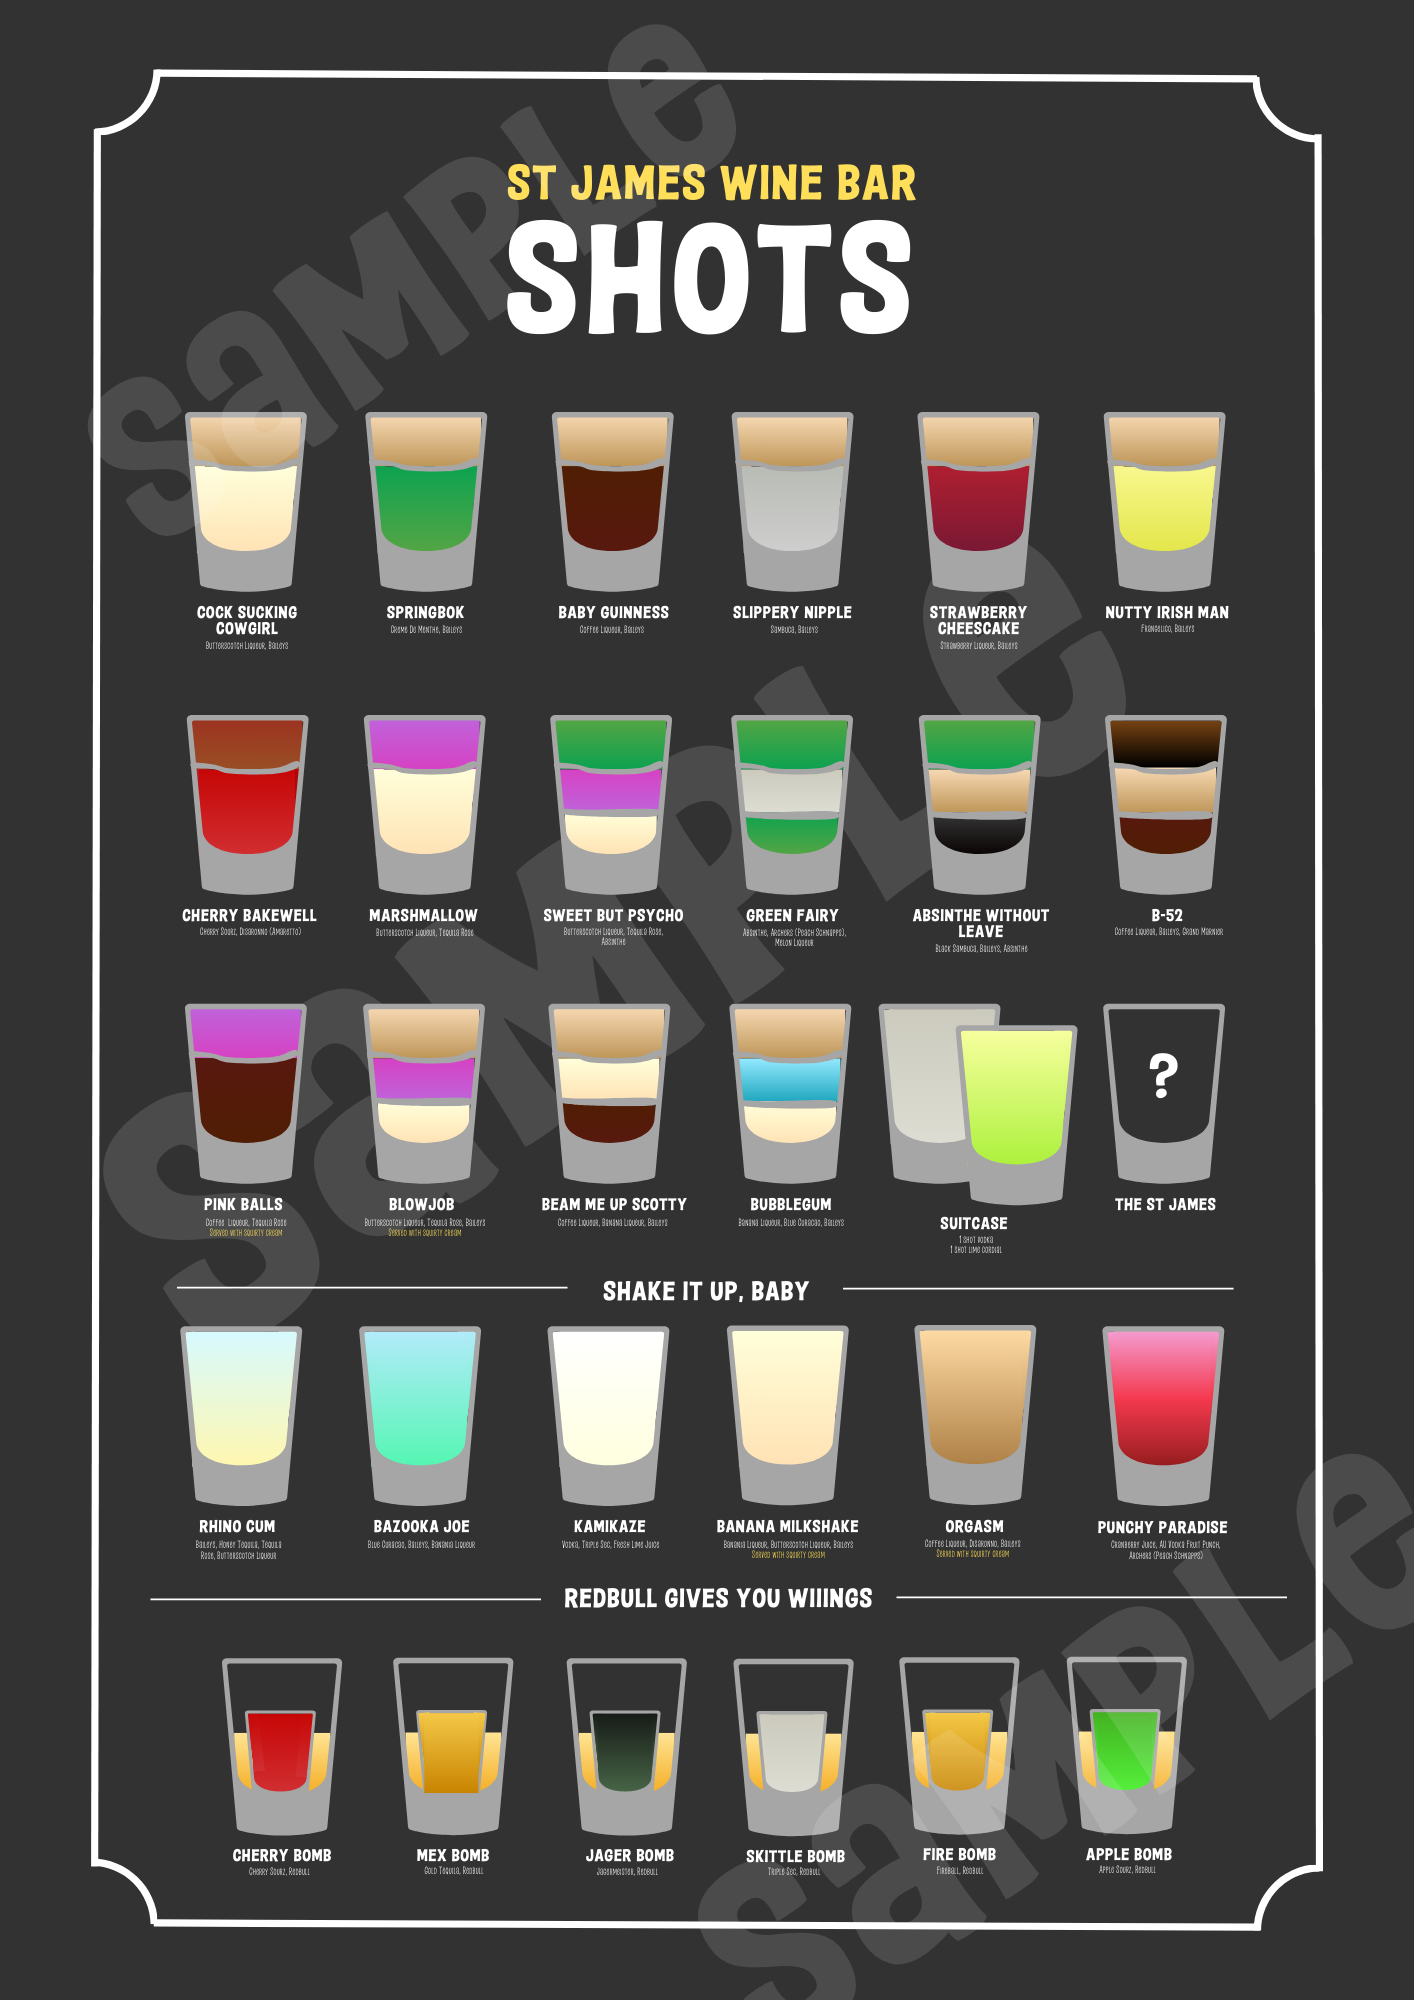 ST JAMES WINE BAR
SHOTS
COCK SUCKING
COWGIRL
Butterscotch Liqueur, Baileys
SPRINGBOK
Creme De Menthe, Baileys
BABY GUINNESS
Coffee Liqueur, Baileys
SLIPPERY NIPPLE
Sambuca, Baileys
STRAWBERRY
CHEESCAKE
Strawberry Liqueur, Baileys
NUTTY IRISH MAN
Frangelico, Baileys
CHERRY BAKEWELL
Cherry Sourz, Disaronno (Amaretto)
MARSHMALLOW
Butterscotch Liqueur, Tequila Rose
SWEET BUT PSYCHO
Butterscotch Liqueur, Tequila Rose,
Absinthe
GREEN FAIRY
Absinthe, Archers (Peach Schnapps),
Melon Liqueur
ABSINTHE WITHOUT
LEAVE
Black Sambuca, Baileys, Absinthe
B-52
Coffee Liqueur, Baileys, Grand Marnier
PINK BALLS
Coffee Liqueur, Tequila Rose
Served with squirty cream
BLOWJOB
Butterscotch Liqueur, Tequila Rose, Baileys
Served with squirty cream
BEAM ME UP SCOTTY
Coffee Liqueur, Banana Liqueur, Baileys
BUBBLEGUM
Banana Liqueur, Blue Curacao, Baileys
SUITCASE
1 shot vodka
1 shot lime cordial
?
THE ST JAMES
SHAKE IT UP, BABY
RHINO CUM
Baileys, Honey Tequila, Tequila
Rose, Butterscotch Liqueur
BAZOOKA JOE
Blue Curacao, Baileys, Banana Liqueur
KAMIKAZE
Vodka, Triple Sec, Fresh Lime Juice
BANANA MILKSHAKE
Banana Liqueur, Butterscotch Liqueur, Baileys
Served with squirty cream
ORGASM
Coffee Liqueur, Disaronno, Baileys
Served with squirty cream
PUNCHY PARADISE
Cranberry Juice, AU Vodka Fruit Punch,
Archers (Peach Schnapps)
REDBULL GIVES YOU WIIINGS
CHERRY BOMB
Cherry Sourz, Redbull
MEX BOMB
Gold Tequila, Redbull
JAGER BOMB
Jagermeister, Redbull
SKITTLE BOMB
Triple Sec, Redbull
FIRE BOMB
Fireball, Redbull
APPLE BOMB
Apple Sourz, Redbull
SaMPLe
SaMPLe
SaMPLe